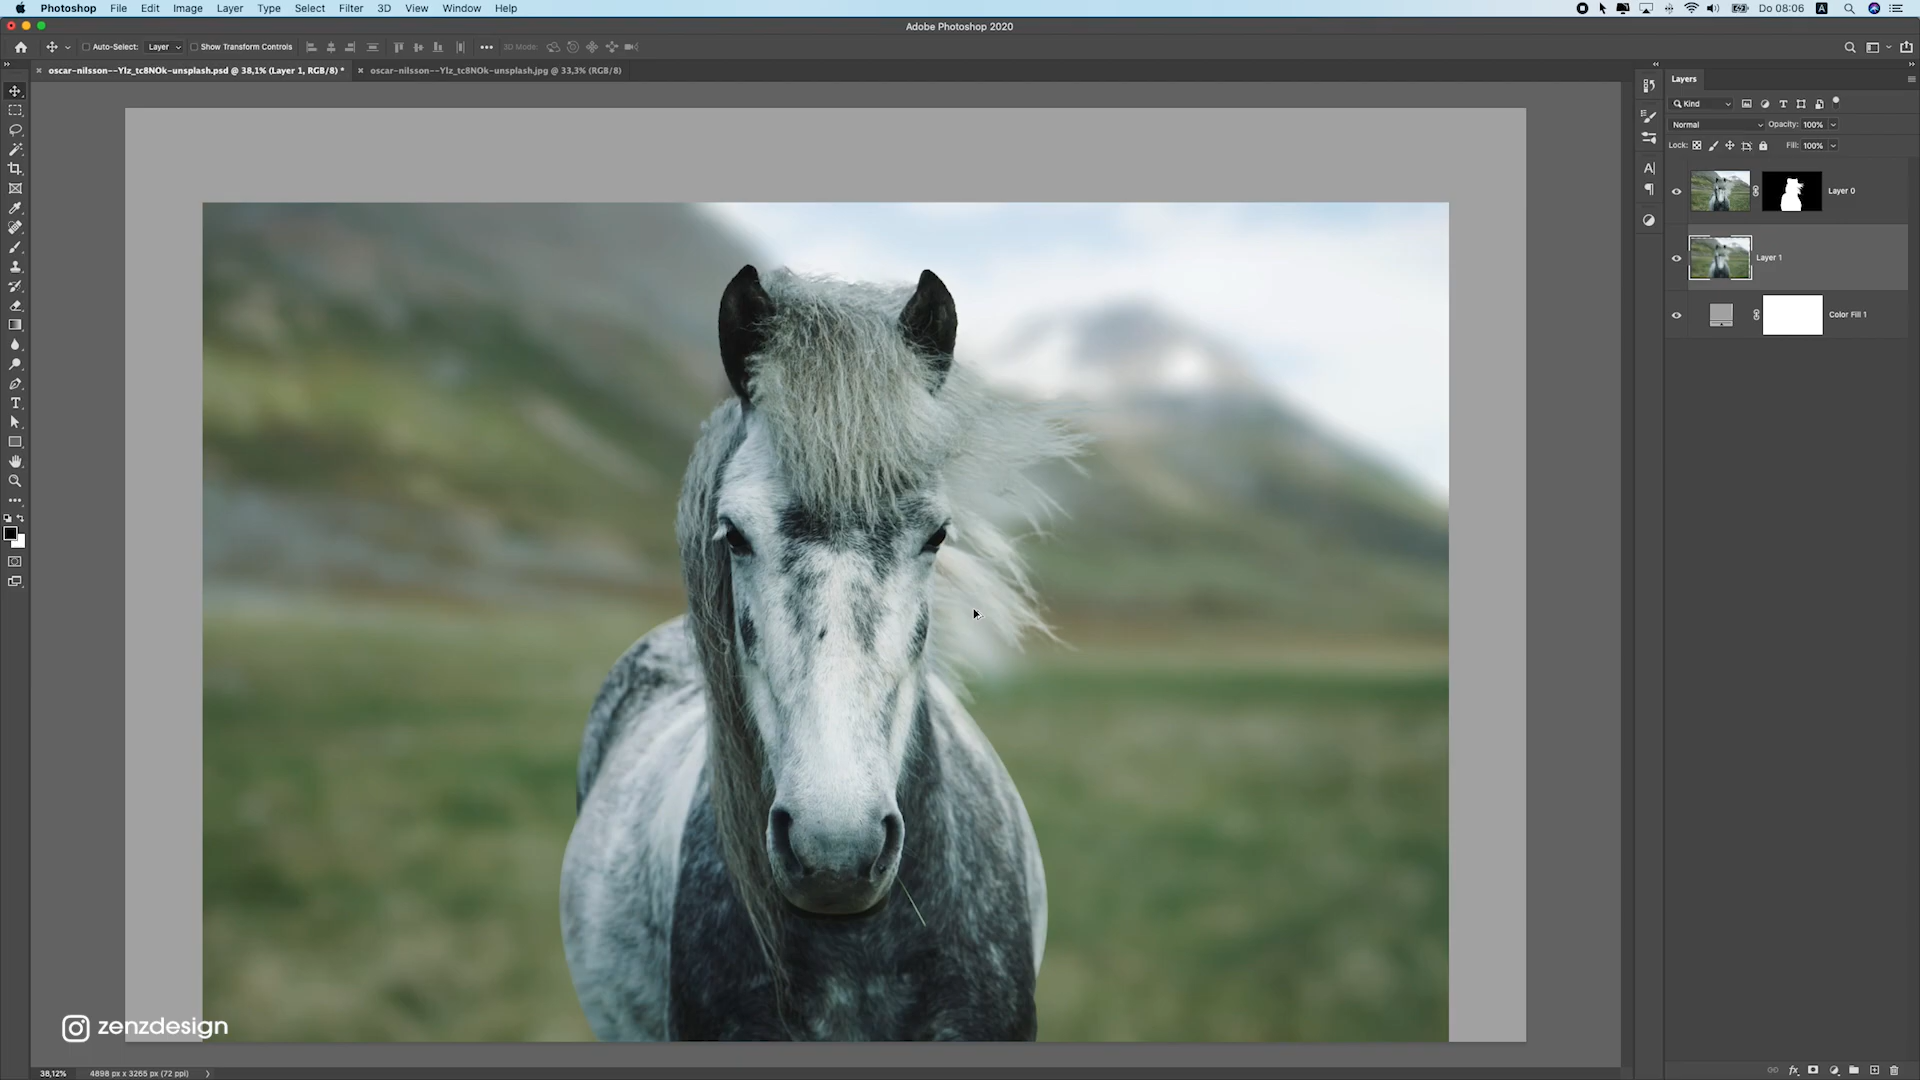 Photoshop File Edit Image Layer Type Select Filter 3D View Window Help Do 08:06 A
Adobe Photoshop 2020
Auto-Select: Layer Show Transform Controls 3D Mode:
oscar-nilsson--Ylz_tc8NOk-unsplash.psd @ 38,1% (Layer 1, RGB/8) * oscar-nilsson--Ylz_tc8NOk-unsplash.jpg @ 33,3% (RGB/8)
Layers
Kind
Normal Opacity: 100%
Lock: Fill: 100%
Layer 0
Layer 1
Color Fill 1
zenzdesign
38,12% 4898 px x 3265 px (72 ppi)